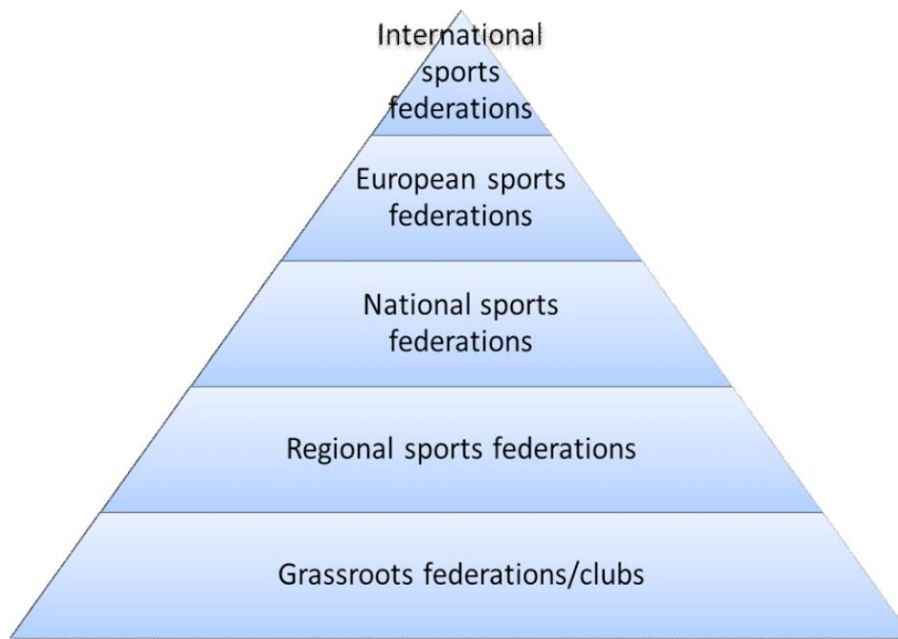 International
sports
federations
European sports
federations
National sports
federations
Regional sports federations
Grassroots federations/clubs